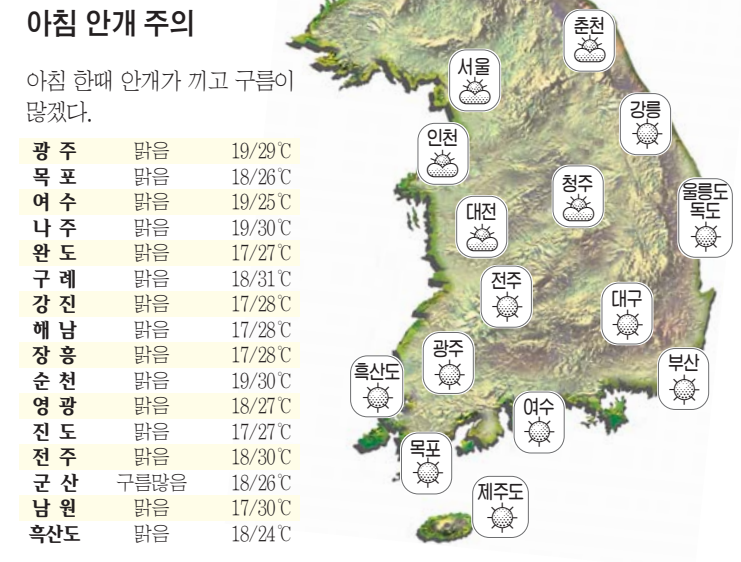 아침 안개 주의
아침 한때 안개가 끼고 구름이
많겠다.
광 주 맑음 19/29℃
목 포 맑음 18/26℃
여 수 맑음 19/25℃
나 주 맑음 19/30℃
완 도 맑음 17/27℃
구 례 맑음 18/31℃
강 진 맑음 17/28℃
해 남 맑음 17/28℃
장 흥 맑음 17/28℃
순 천 맑음 19/30℃
영 광 맑음 18/27℃
진 도 맑음 17/27℃
전 주 맑음 18/30℃
군 산 구름많음 18/26℃
남 원 맑음 17/30℃
흑산도 맑음 18/24℃
춘천
서울
강릉
인천
청주
울릉도
독도
대전
전주
대구
광주
부산
흑산도
여수
목포
제주도